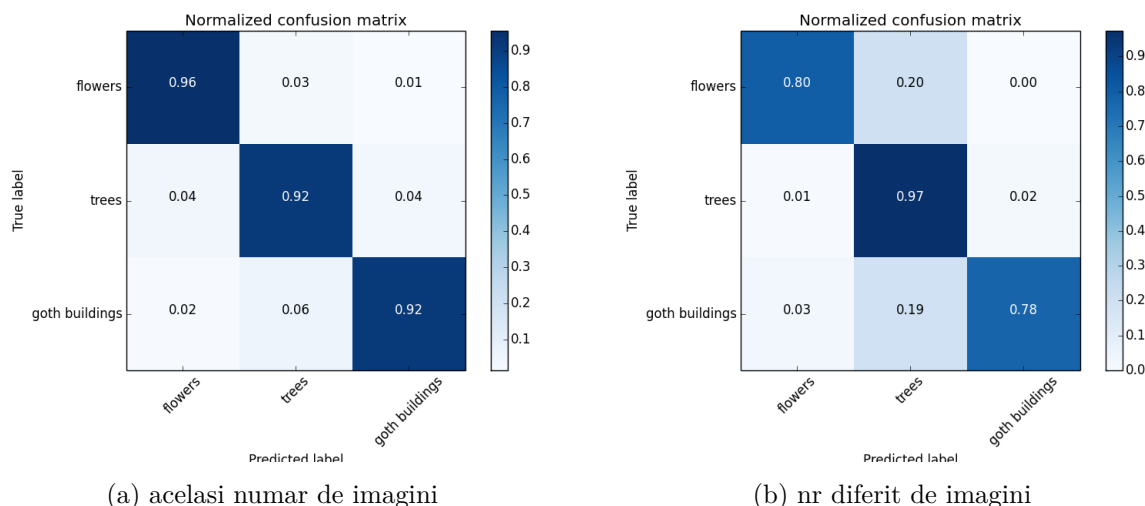 Normalized confusion matrix
True label
flowers
trees
goth buildings
0.96 0.03 0.01
0.04 0.92 0.04
0.02 0.06 0.92
flowers
trees
goth buildings
Predicted label
0.9
0.8
0.7
0.6
0.5
0.4
0.3
0.2
0.1
(a) acelasi numar de imagini
Normalized confusion matrix
True label
flowers
trees
goth buildings
0.80 0.20 0.00
0.01 0.97 0.02
0.03 0.19 0.78
flowers
trees
goth buildings
Predicted label
0.9
0.8
0.7
0.6
0.5
0.4
0.3
0.2
0.1
0.0
(b) nr diferit de imagini